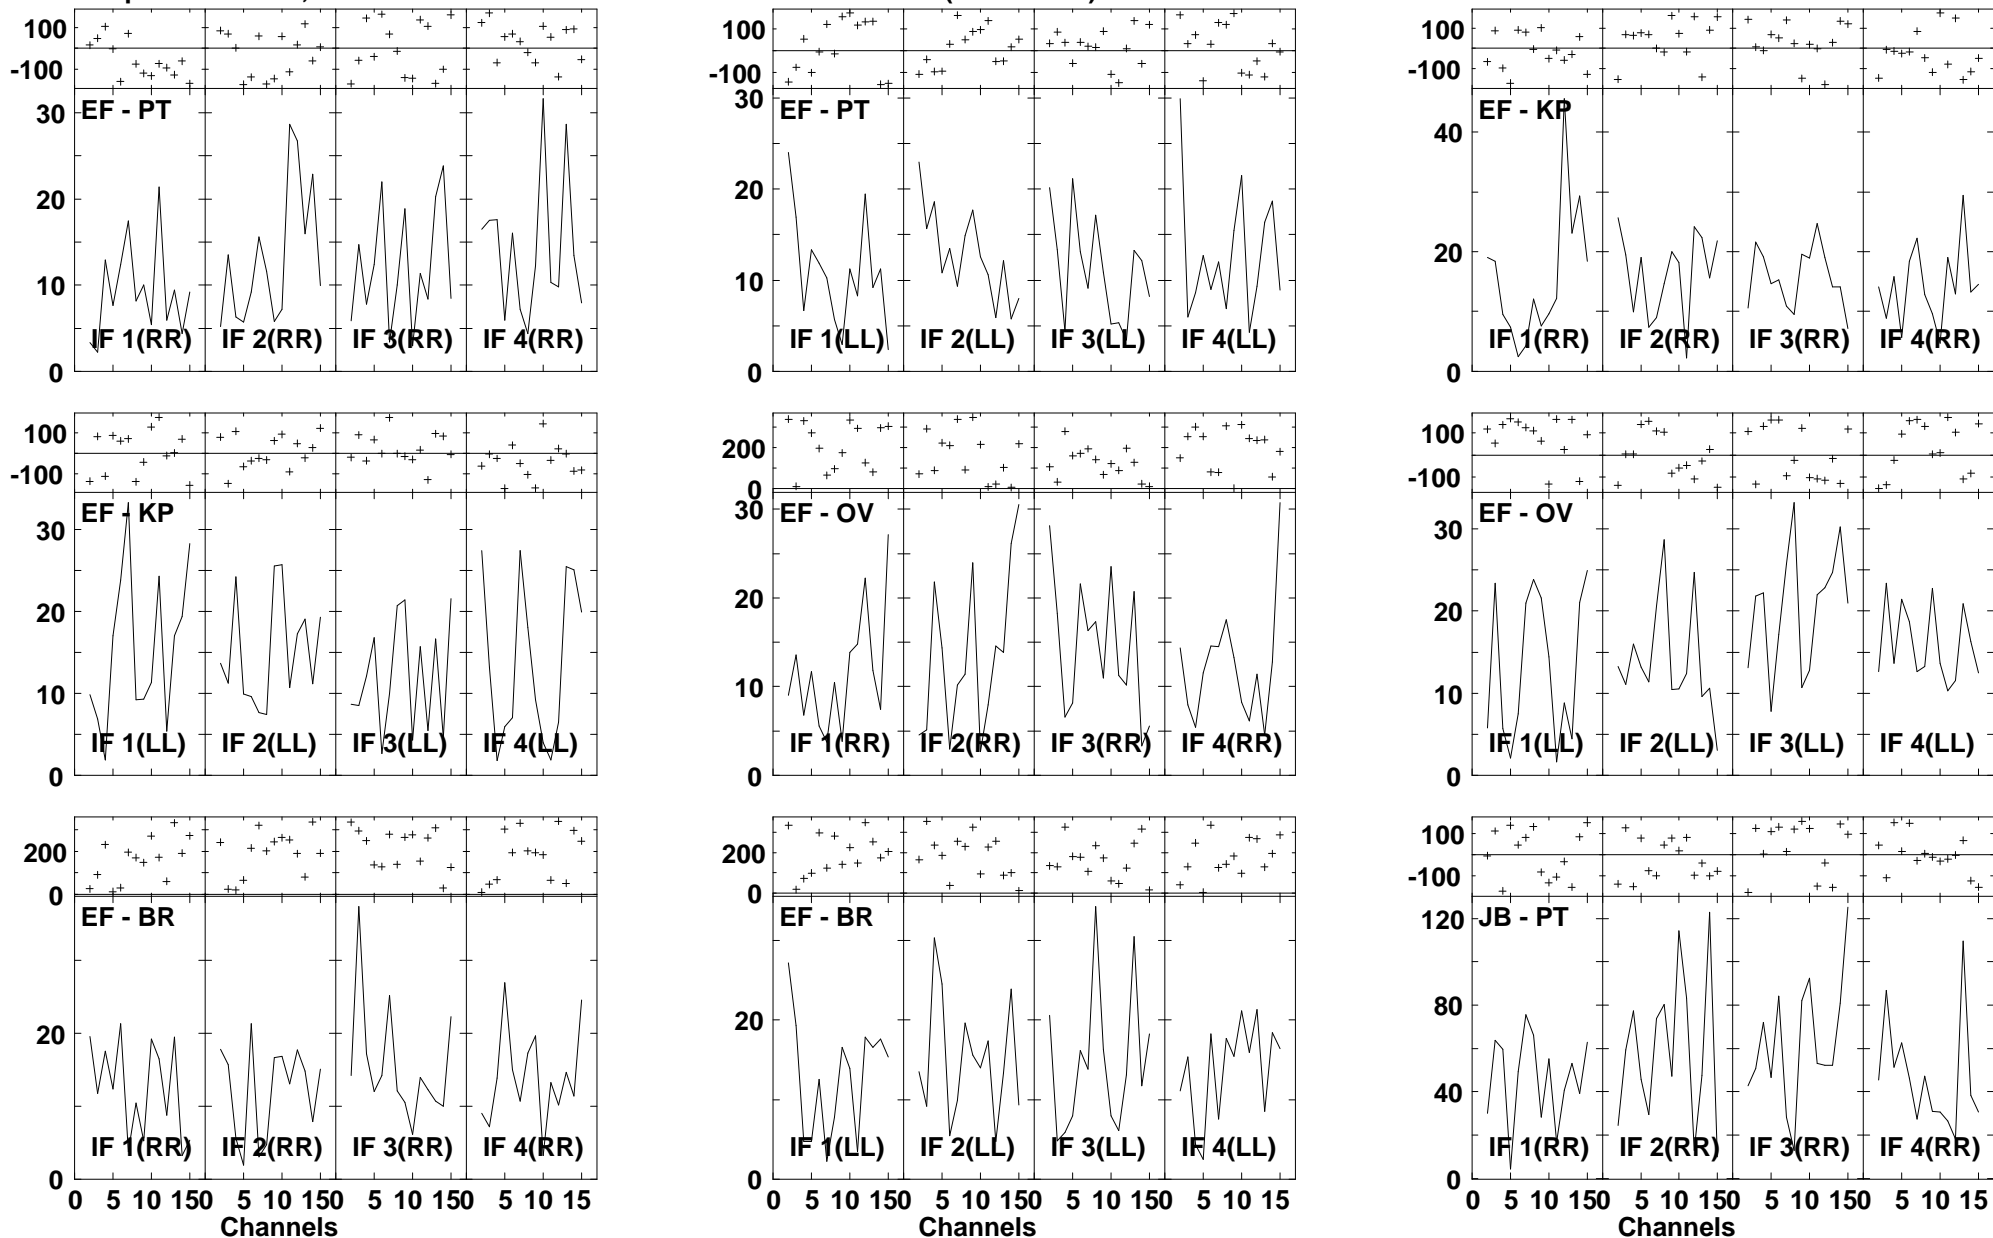 100 100 100
-100 -100 -100
EF - PT EF - PT EF - KP
30 30 40
20 20 20
10 10
IF 1(RR) IF 2(RR) IF 3(RR) IF 4(RR) IF 1(LL) IF 2(LL) IF 3(LL) IF 4(LL) IF 1(RR) IF 2(RR) IF 3(RR) IF 4(RR)
0 0 0
100 200 100
-100 0 -100
EF - KP EF - OV EF - OV
30 30 30
20 20 20
10 10 10
IF 1(LL) IF 2(LL) IF 3(LL) IF 4(LL) IF 1(RR) IF 2(RR) IF 3(RR) IF 4(RR) IF 1(LL) IF 2(LL) IF 3(LL) IF 4(LL)
0 0 0
200 200 100
0 0 -100
EF - BR EF - BR JB - PT
120
20 20 80
40
IF 1(RR) IF 2(RR) IF 3(RR) IF 4(RR) IF 1(LL) IF 2(LL) IF 3(LL) IF 4(LL) IF 1(RR) IF 2(RR) IF 3(RR) IF 4(RR)
0 0 0
0 5 10 150 5 10 150 5 10 150 5 10 15 0 5 10 150 5 10 150 5 10 150 5 10 15 0 5 10 150 5 10 150 5 10 150 5 10 15
Channels Channels Channels